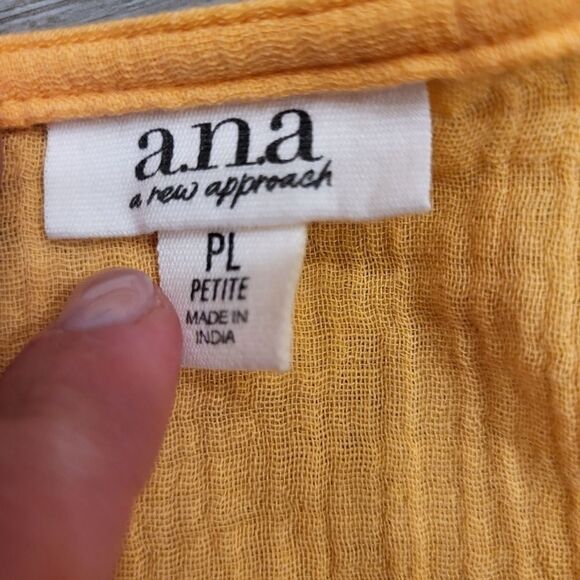 a.n.a
a new approach
PL
PETITE
MADE IN
INDIA